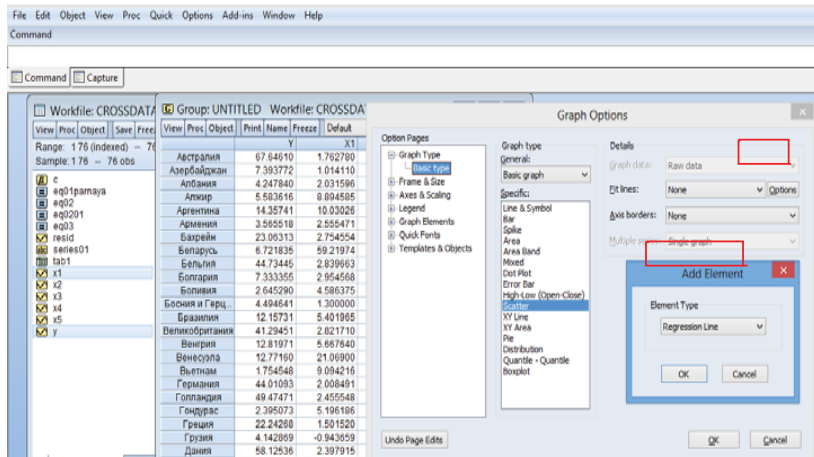 File Edit Object View Proc Quick Options Add-ins Window Help
Command
Command Capture
Workfile: CROSSDATA
View Proc Object Save Free
Range: 1 76 (indexed) -- 76
Sample: 1 76 -- 76 obs
c
eq01parnaya
eq02
eq0201
eq03
resid
series01
tab1
x1
x2
x3
x4
x5
y
Group: UNTITLED Workfile: CROSSDA
View Proc Object Print Name Freeze Default
Y X1
Австралия 67.64610 1.762780
Азербайджан 7.393772 1.014110
Албания 4.247840 2.031596
Алжир 5.583616 8.894585
Аргентина 14.35741 10.03026
Армения 3.565518 2.555471
Бахрейн 23.06313 2.754554
Беларусь 6.721835 59.21974
Бельгия 44.73445 2.839663
Болгария 7.333355 2.954568
Боливия 2.645290 4.586375
Босния и Герц... 4.494641 1.300000
Бразилия 12.15731 5.401965
Великобритания 41.29451 2.821710
Венгрия 12.81971 5.667640
Венесуэла 12.77160 21.06900
Вьетнам 1.754548 9.094216
Германия 44.01093 2.008491
Голландия 49.47471 2.455548
Гондурас 2.395073 5.196186
Греция 22.24268 1.501520
Грузия 4.142869 -0.943659
Дания 58.12536 2.397915
Graph Options
Option Pages
Graph Type
Basic type
Frame & Size
Axes & Scaling
Legend
Graph Elements
Quick Fonts
Templates & Objects
Undo Page Edits
Graph type
General:
Basic graph
Specific:
Line & Symbol
Bar
Spike
Area
Area Band
Mixed
Dot Plot
Error Bar
High-Low (Open-Close)
Scatter
XY Line
XY Area
Pie
Distribution
Quantile - Quantile
Boxplot
Details
Graph data: Raw data
Fit lines: None Options
Axis borders: None
Multiple series: Single graph
Add Element
Element Type
Regression Line
OK Cancel
OK Cancel